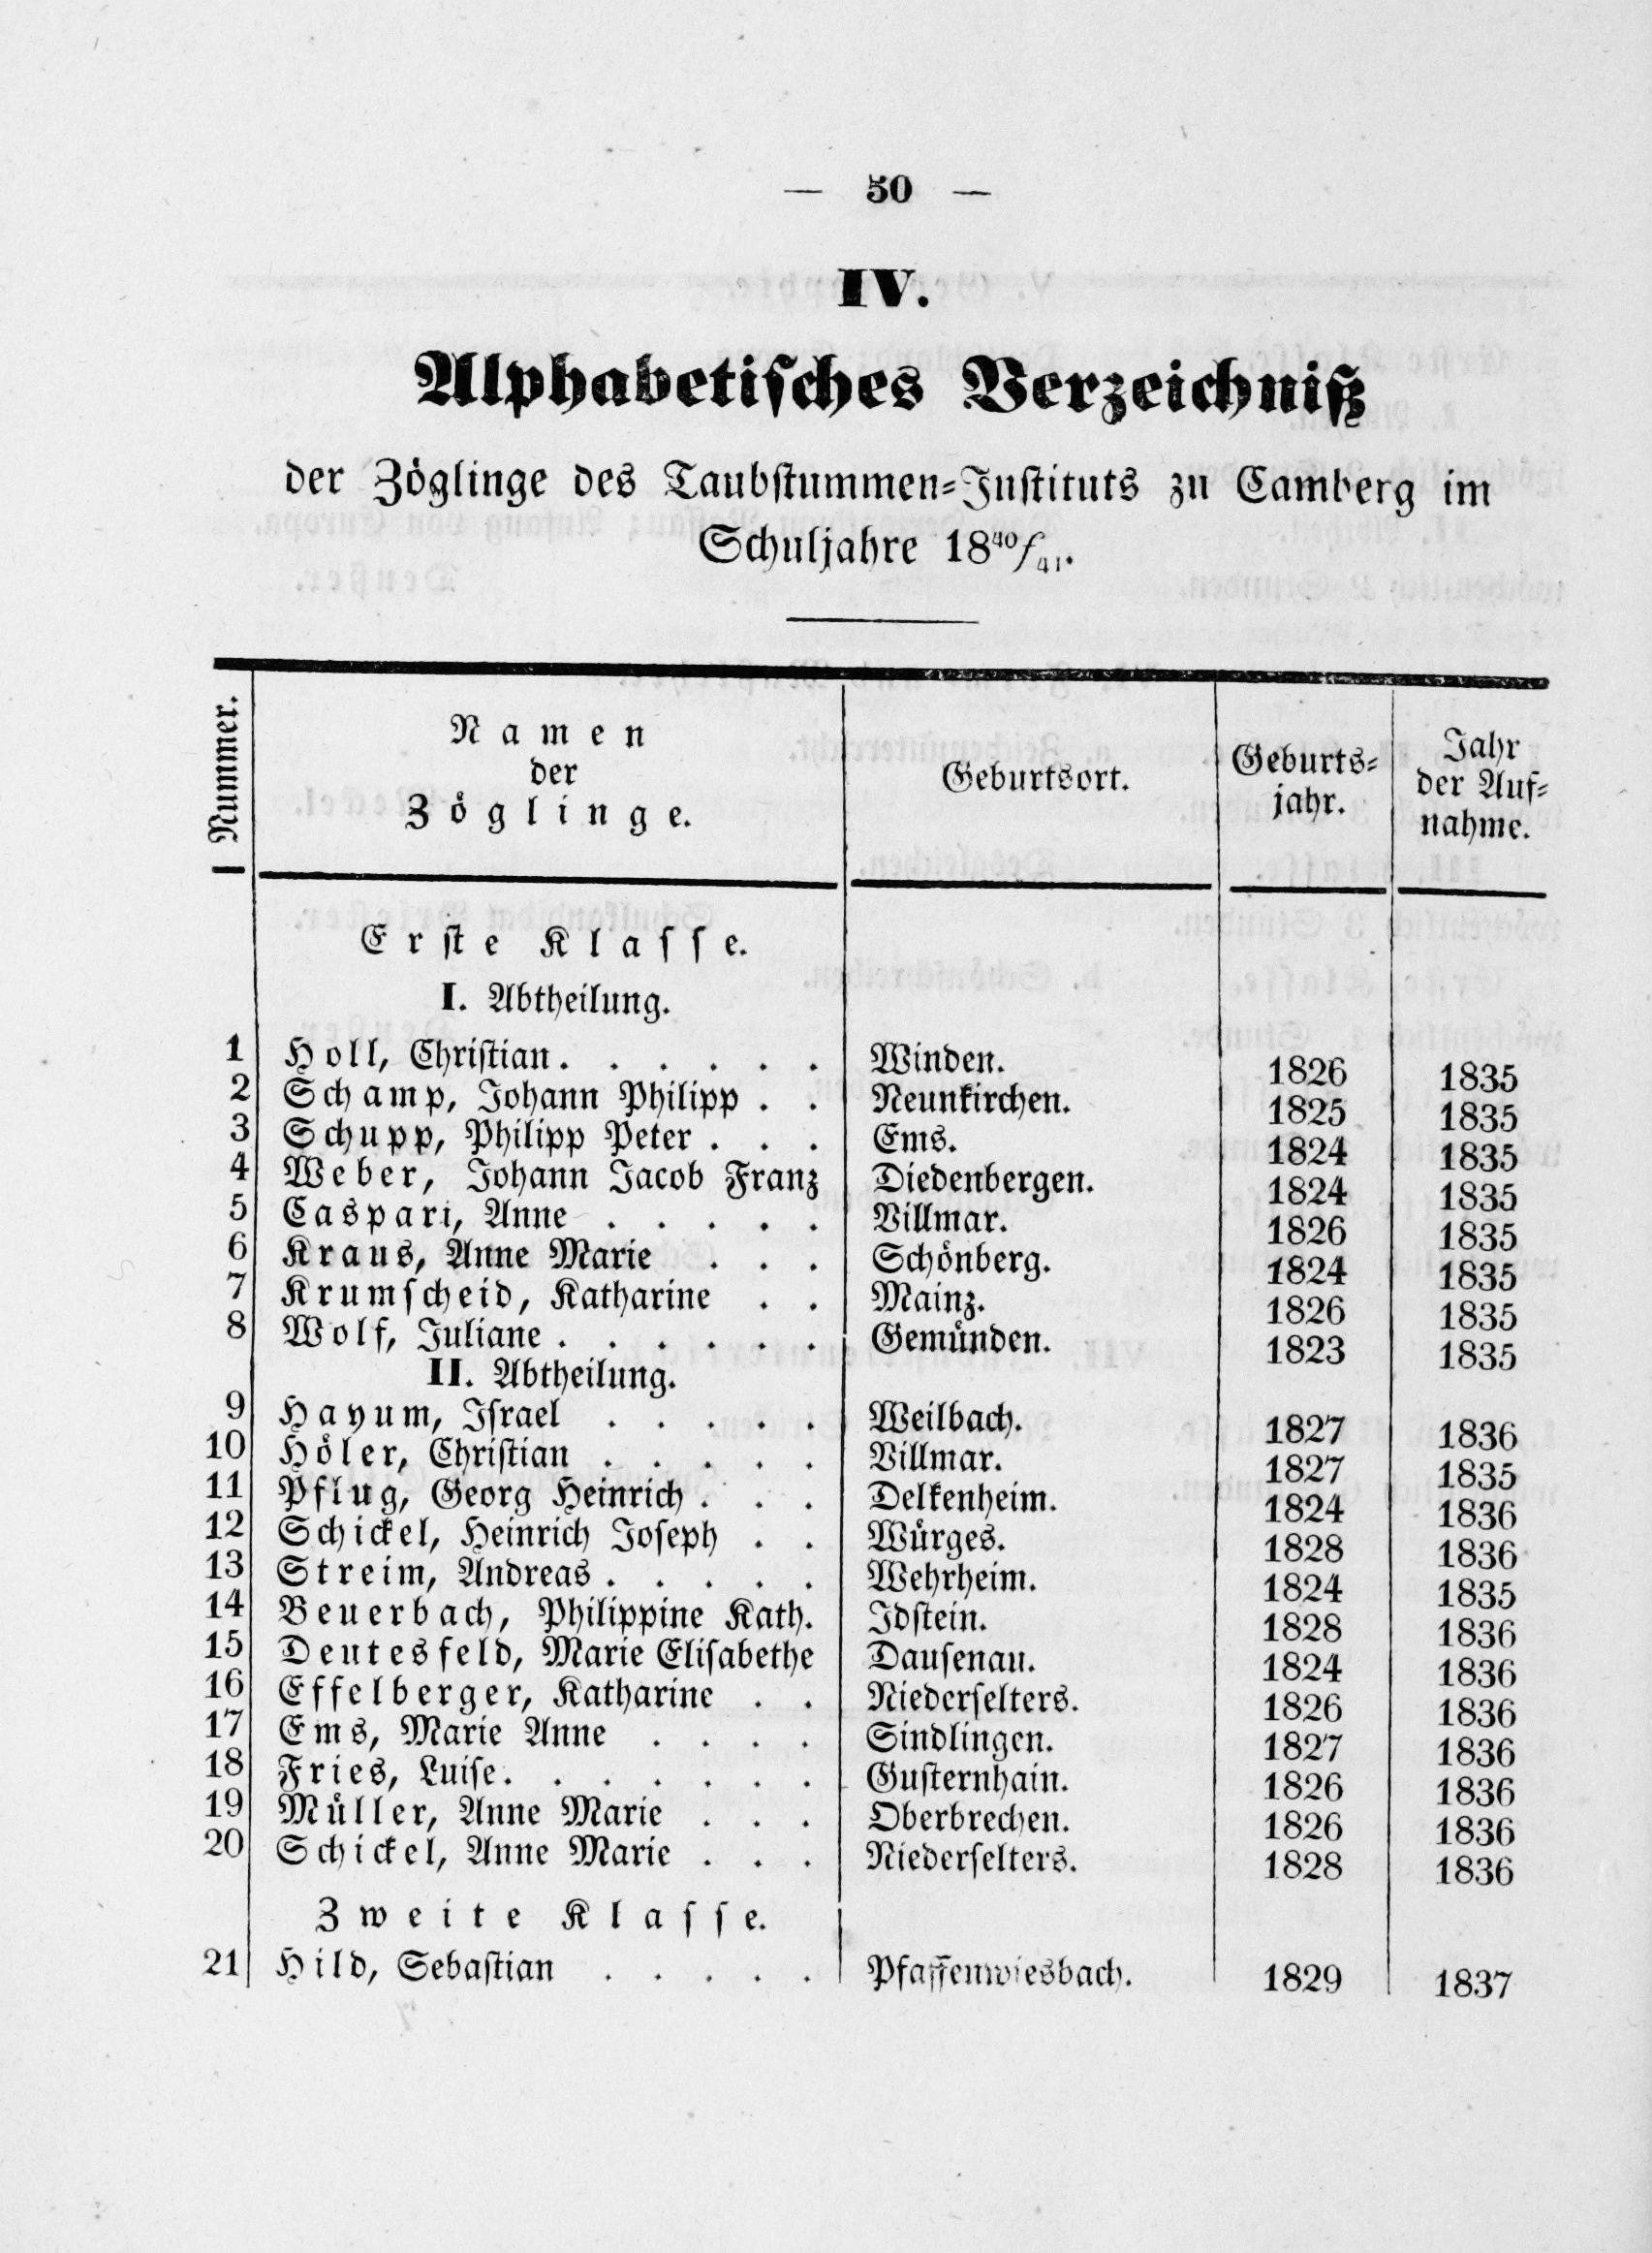 — 50 —
IV.
Alphabetisches Verzeichniß
der Zöglinge des Taubstummen-Instituts zu Camberg im
Schuljahre 18⁴⁰/₄₁.
Nummer. Namen der Zöglinge. Geburtsort. Geburts-jahr. Jahr der Auf-nahme.
Erste Klasse.
I. Abtheilung.
1 Holl, Christian. . . . . . Winden. 1826 1835
2 Schamp, Johann Philipp . . Neunkirchen. 1825 1835
3 Schupp, Philipp Peter . . . Ems. 1824 1835
4 Weber, Johann Jacob Franz Diedenbergen. 1824 1835
5 Caspari, Anne . . . . . Villmar. 1826 1835
6 Kraus, Anne Marie . . . Schönberg. 1824 1835
7 Krumscheid, Katharine . . Mainz. 1826 1835
8 Wolf, Juliane . . . . . . Gemünden. 1823 1835
II. Abtheilung.
9 Hayum, Israel . . . . . Weilbach. 1827 1836
10 Höler, Christian . . . . . Villmar. 1827 1835
11 Pflug, Georg Heinrich . . . Delkenheim. 1824 1836
12 Schickel, Heinrich Joseph . . Würges. 1828 1836
13 Streim, Andreas . . . . . Wehrheim. 1824 1835
14 Beuerbach, Philippine Kath. Idstein. 1828 1836
15 Deutesfeld, Marie Elisabethe Dausenau. 1824 1836
16 Effelberger, Katharine . . Niederselters. 1826 1836
17 Ems, Marie Anne . . . . Sindlingen. 1827 1836
18 Fries, Luise. . . . . . . Gusternhain. 1826 1836
19 Müller, Anne Marie . . . Oberbrechen. 1826 1836
20 Schickel, Anne Marie . . . Niederselters. 1828 1836
Zweite Klasse.
21 Hild, Sebastian . . . . . Pfaffenwiesbach. 1829 1837